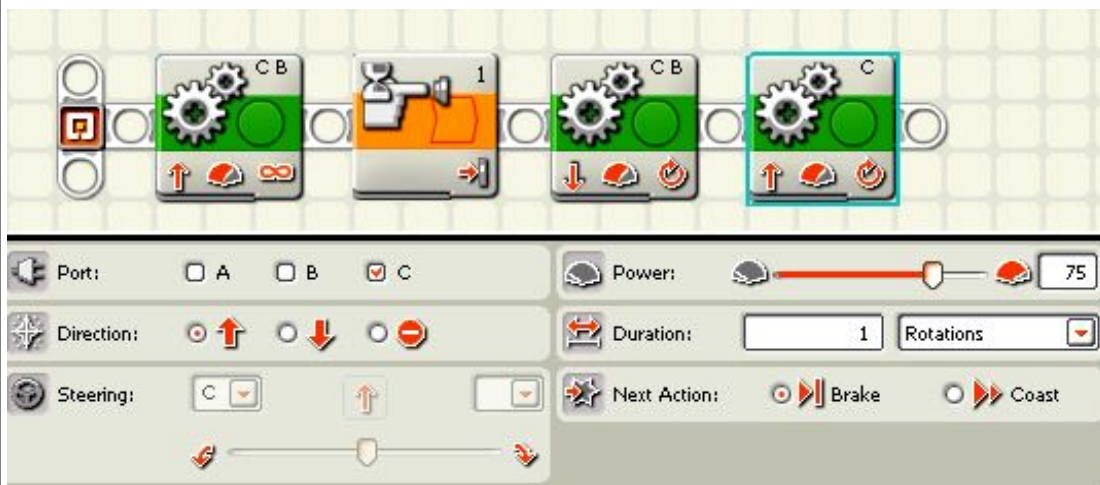 C B
1
C B
C
Port: A B C
Power: 75
Direction:
Duration: 1 Rotations
Steering: C
Next Action: Brake Coast